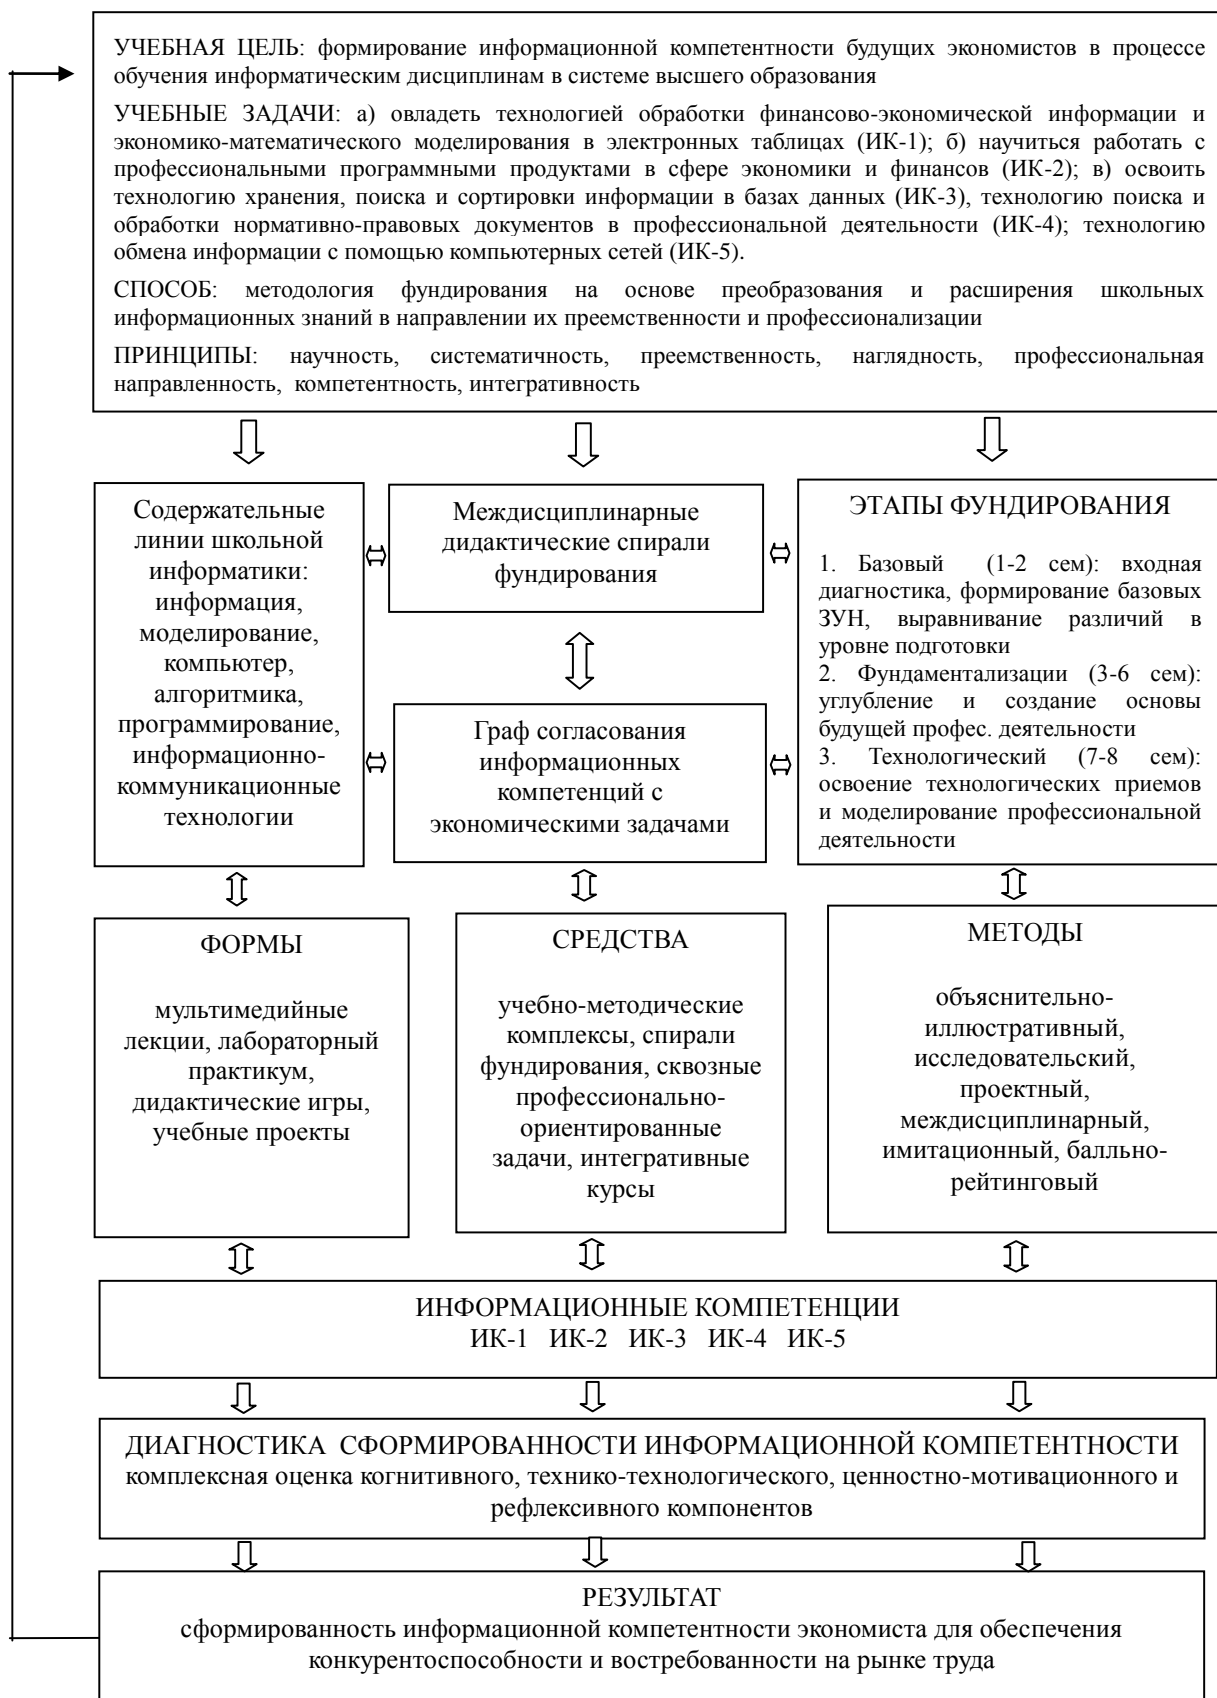 УЧЕБНАЯ ЦЕЛЬ: формирование информационной компетентности будущих экономистов в процессе
обучения информатическим дисциплинам в системе высшего образования
УЧЕБНЫЕ ЗАДАЧИ: а) овладеть технологией обработки финансово-экономической информации и
экономико-математического моделирования в электронных таблицах (ИК-1); б) научиться работать с
профессиональными программными продуктами в сфере экономики и финансов (ИК-2); в) освоить
технологию хранения, поиска и сортировки информации в базах данных (ИК-3), технологию поиска и
обработки нормативно-правовых документов в профессиональной деятельности (ИК-4); технологию
обмена информации с помощью компьютерных сетей (ИК-5).
СПОСОБ: методология фундирования на основе преобразования и расширения школьных
информационных знаний в направлении их преемственности и профессионализации
ПРИНЦИПЫ: научность, систематичность, преемственность, наглядность, профессиональная
направленность, компетентность, интегративность
Содержательные
линии школьной
информатики:
информация,
моделирование,
компьютер,
алгоритмика,
программирование,
информационно-
коммуникационные
технологии
Междисциплинарные
дидактические спирали
фундирования
Граф согласования
информационных
компетенций с
экономическими задачами
ЭТАПЫ ФУНДИРОВАНИЯ
1. Базовый (1-2 сем): входная
диагностика, формирование базовых
ЗУН, выравнивание различий в
уровне подготовки
2. Фундаментализации (3-6 сем):
углубление и создание основы
будущей профес. деятельности
3. Технологический (7-8 сем):
освоение технологических приемов
и моделирование профессиональной
деятельности
ФОРМЫ
мультимедийные
лекции, лабораторный
практикум,
дидактические игры,
учебные проекты
СРЕДСТВА
учебно-методические
комплексы, спирали
фундирования, сквозные
профессионально-
ориентированные
задачи, интегративные
курсы
МЕТОДЫ
объяснительно-
иллюстративный,
исследовательский,
проектный,
междисциплинарный,
имитационный, балльно-
рейтинговый
ИНФОРМАЦИОННЫЕ КОМПЕТЕНЦИИ
ИК-1 ИК-2 ИК-3 ИК-4 ИК-5
ДИАГНОСТИКА СФОРМИРОВАННОСТИ ИНФОРМАЦИОННОЙ КОМПЕТЕНТНОСТИ
комплексная оценка когнитивного, технико-технологического, ценностно-мотивационного и
рефлексивного компонентов
РЕЗУЛЬТАТ
сформированность информационной компетентности экономиста для обеспечения
конкурентоспособности и востребованности на рынке труда